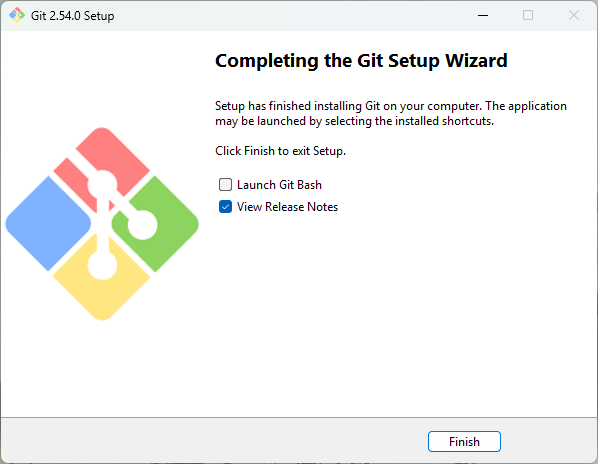 Git 2.54.0 Setup
Completing the Git Setup Wizard
Setup has finished installing Git on your computer. The application
may be launched by selecting the installed shortcuts.
Click Finish to exit Setup.
Launch Git Bash
View Release Notes
Finish